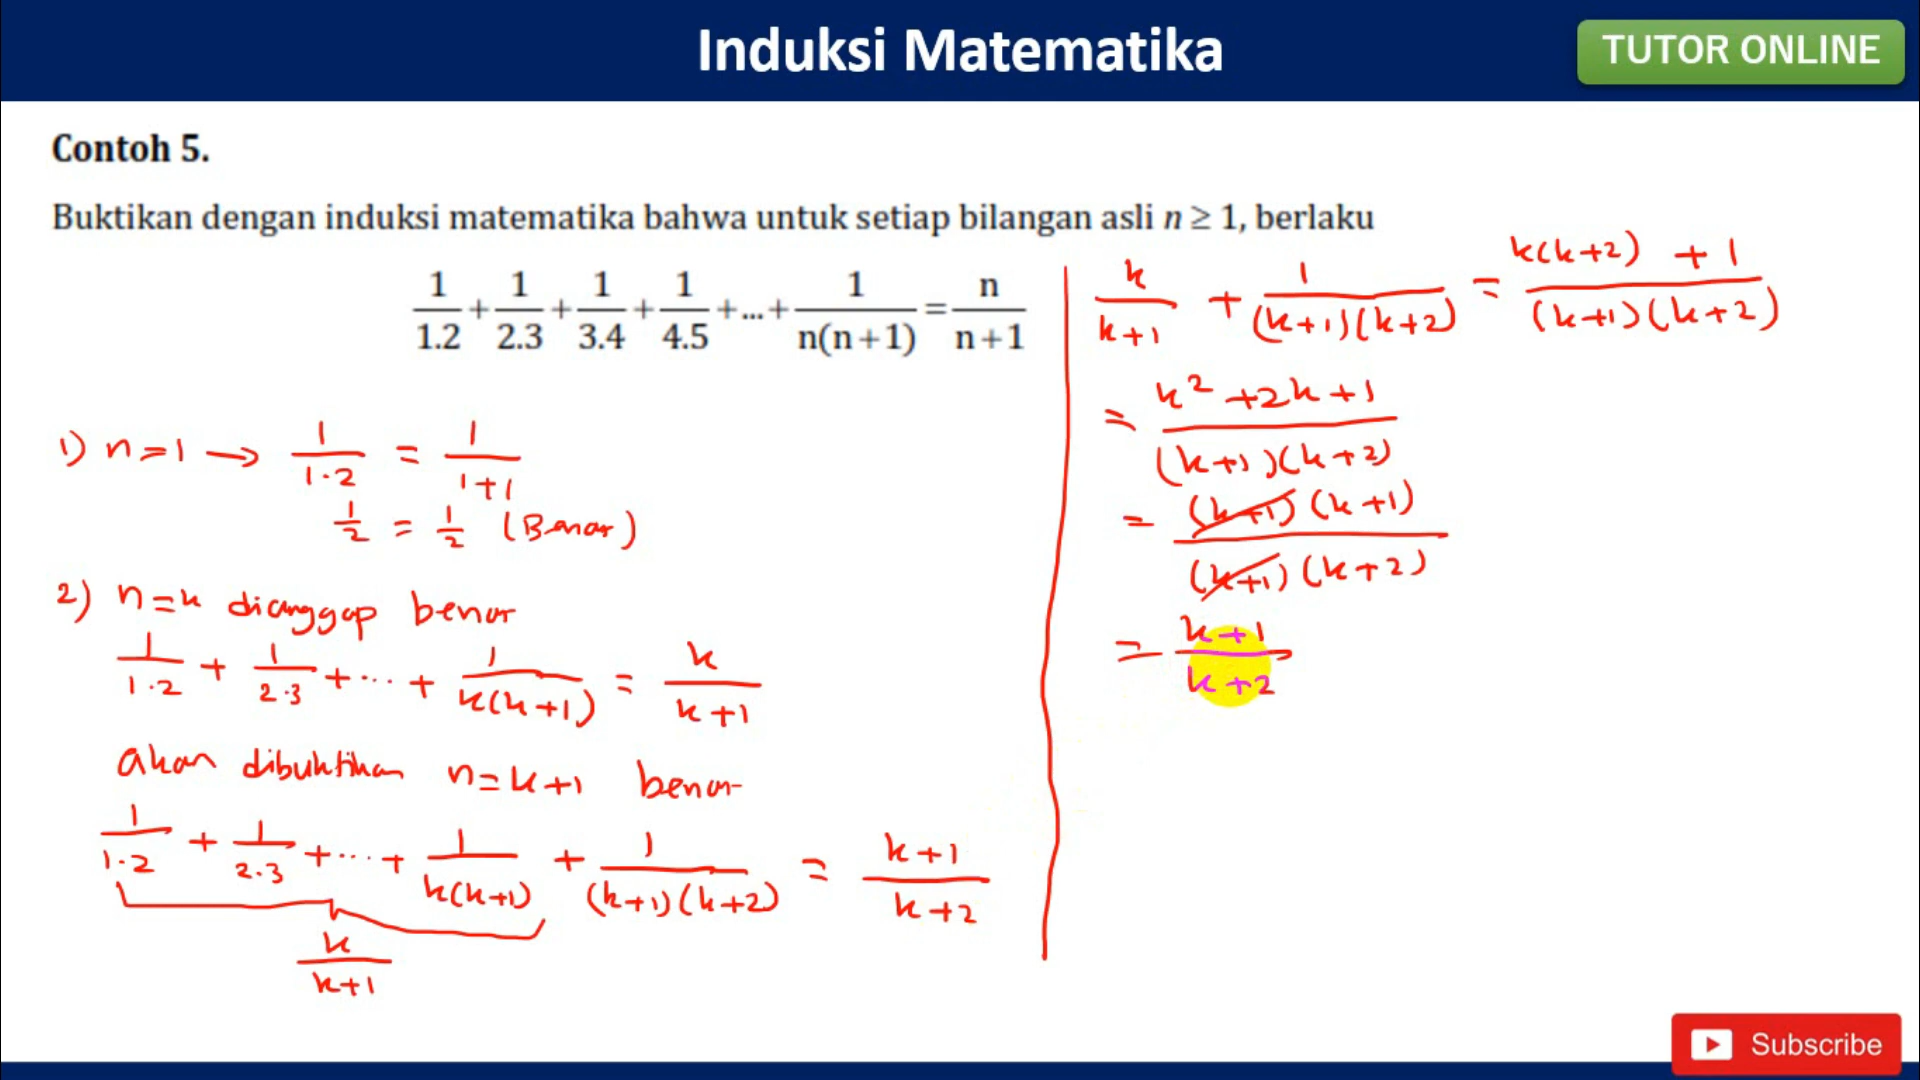 Induksi Matematika
TUTOR ONLINE
Contoh 5.
Buktikan dengan induksi matematika bahwa untuk setiap bilangan asli n ≥ 1, berlaku
1/1.2 + 1/2.3 + 1/3.4 + 1/4.5 + ... + 1/n(n+1) = n/n+1
1) n=1 → 1/1·2 = 1/1+1
1/2 = 1/2 (Benar)
2) n=k dianggap benar
1/1·2 + 1/2·3 + ··· + 1/k(k+1) = k/k+1
akan dibuktikan n=k+1 benar
1/1·2 + 1/2·3 + ··· + 1/k(k+1) + 1/(k+1)(k+2) = k+1/k+2
k/k+1
k/k+1 + 1/(k+1)(k+2) = k(k+2) + 1/(k+1)(k+2)
= k² + 2k + 1/(k+1)(k+2)
= (k+1)(k+1)/(k+1)(k+2)
= k+1/k+2
Subscribe